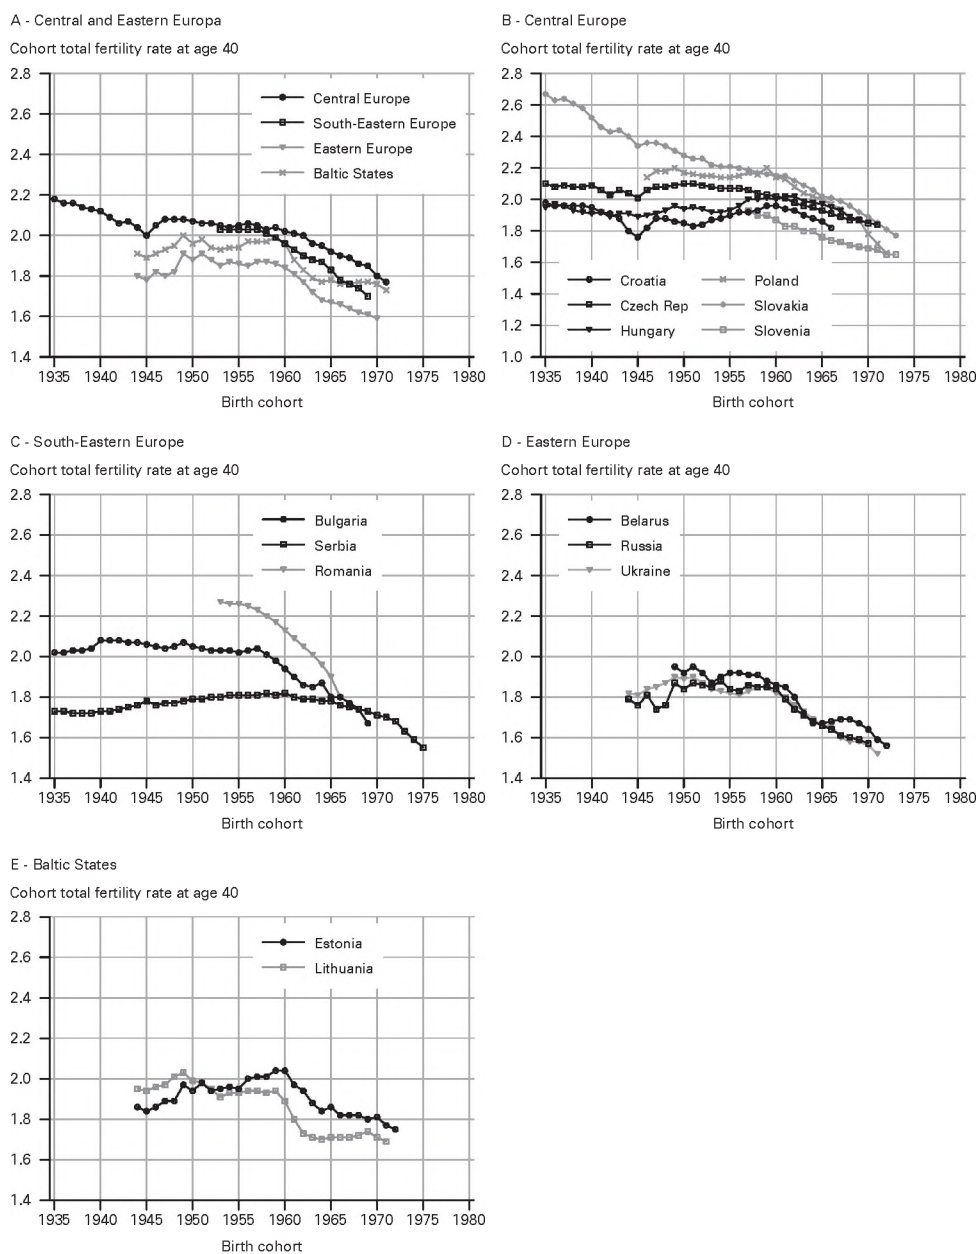 A - Central and Eastern Europa
Cohort total fertility rate at age 40
2.8
2.6
2.4
2.2
2.0
1.8
1.6
1.4
Central Europe
South-Eastern Europe
Eastern Europe
Baltic States
1935 1940 1945 1950 1955 1960 1965 1970 1975 1980
Birth cohort
B - Central Europe
Cohort total fertility rate at age 40
2.8
2.6
2.4
2.2
2.0
1.8
1.6
1.4
1.2
1.0
Croatia Poland
Czech Rep Slovakia
Hungary Slovenia
1935 1940 1945 1950 1955 1960 1965 1970 1975 1980
Birth cohort
C - South-Eastern Europe
Cohort total fertility rate at age 40
2.8
2.6
2.4
2.2
2.0
1.8
1.6
1.4
Bulgaria
Serbia
Romania
1935 1940 1945 1950 1955 1960 1965 1970 1975 1980
Birth cohort
D - Eastern Europe
Cohort total fertility rate at age 40
2.8
2.6
2.4
2.2
2.0
1.8
1.6
1.4
Belarus
Russia
Ukraine
1935 1940 1945 1950 1955 1960 1965 1970 1975 1980
Birth cohort
E - Baltic States
Cohort total fertility rate at age 40
2.8
2.6
2.4
2.2
2.0
1.8
1.6
1.4
Estonia
Lithuania
1935 1940 1945 1950 1955 1960 1965 1970 1975 1980
Birth cohort